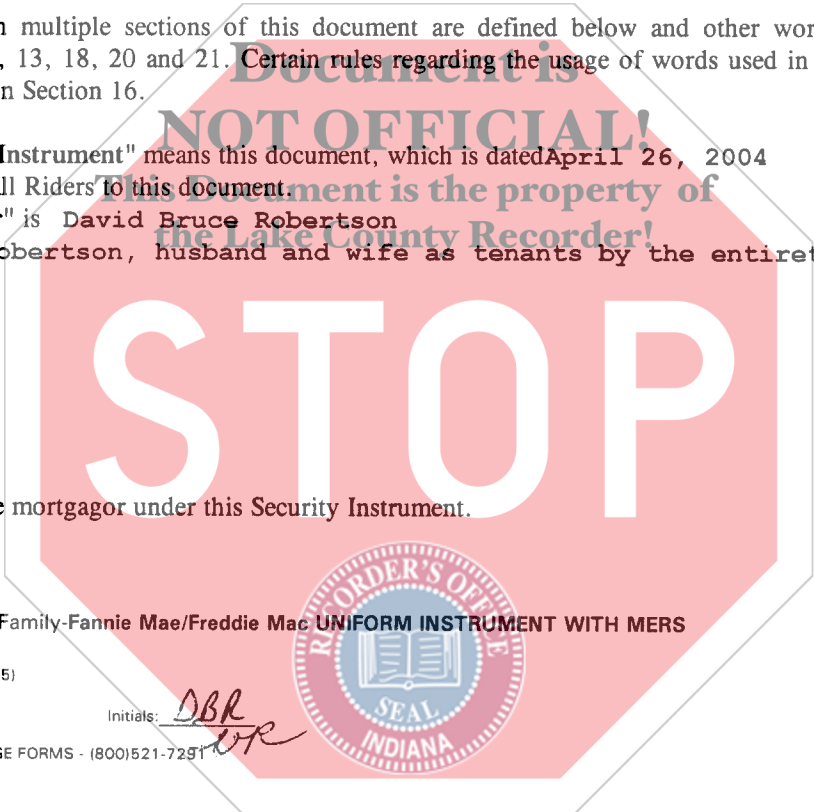 n multiple sections of this document are defined below and other wor
, 13, 18, 20 and 21. Certain rules regarding the usage of words used in
n Section 16.
Document is
NOT OFFICIAL!
This Document is the property of
the Lake County Recorder!
Instrument" means this document, which is dated April 26, 2004
ll Riders to this document.
" is David Bruce Robertson
obertson, husband and wife as tenants by the entiret
STOP
e mortgagor under this Security Instrument.
RECORDER'S OFFICE
SEAL
INDIANA
Family-Fannie Mae/Freddie Mac UNIFORM INSTRUMENT WITH MERS
5)
Initials: DBR
GE FORMS - (800)521-7291